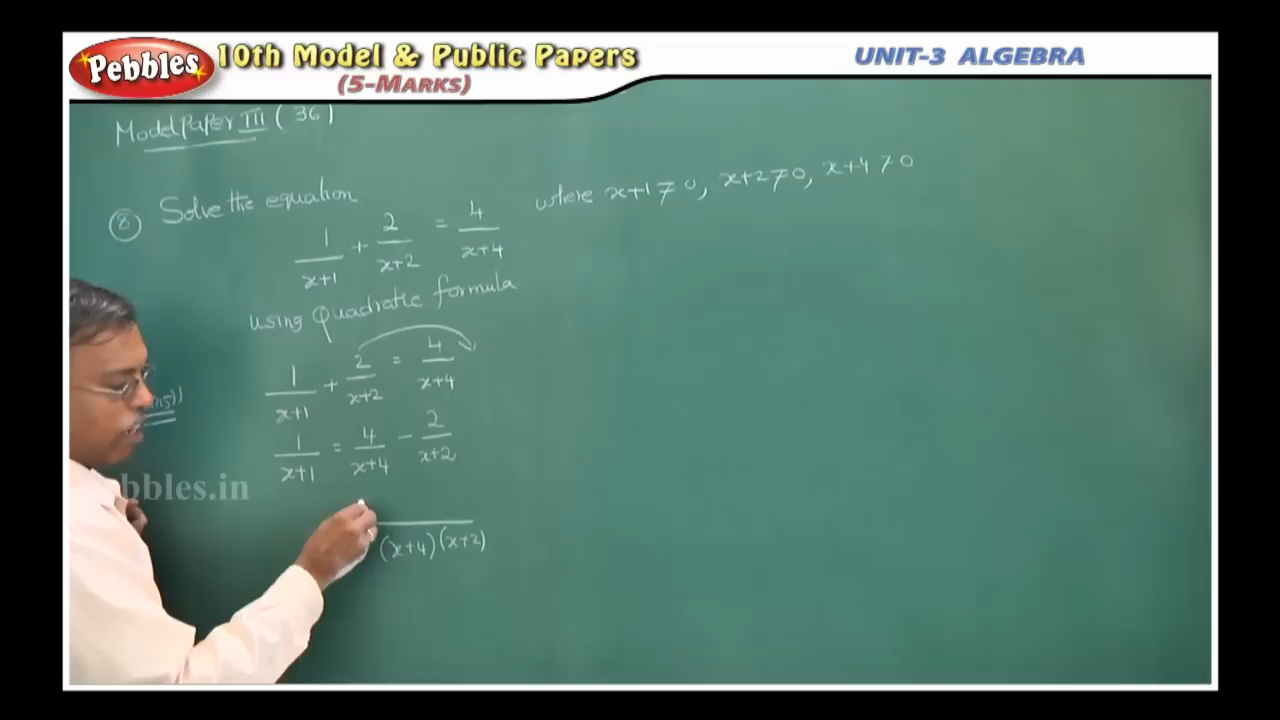 Pebbles
10th Model & Public Papers
(5-MARKS)
UNIT-3 ALGEBRA
Model Paper III ( 36 )
8 Solve the equation
1/(x+1) + 2/(x+2) = 4/(x+4) where x+1≠0, x+2≠0, x+4≠0
using Quadratic formula
1/(x+1) + 2/(x+2) = 4/(x+4)
1/(x+1) = 4/(x+4) - 2/(x+2)
(x+4)(x+2)
bbles.in